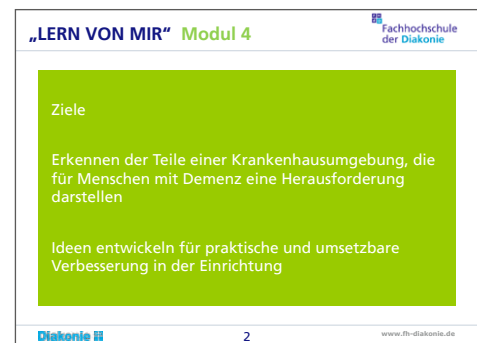 „LERN VON MIR“ Modul 4
Fachhochschule
der Diakonie
Ziele
Erkennen der Teile einer Krankenhausumgebung, die
für Menschen mit Demenz eine Herausforderung
darstellen
Ideen entwickeln für praktische und umsetzbare
Verbesserung in der Einrichtung
Diakonie
2
www.fh-diakonie.de